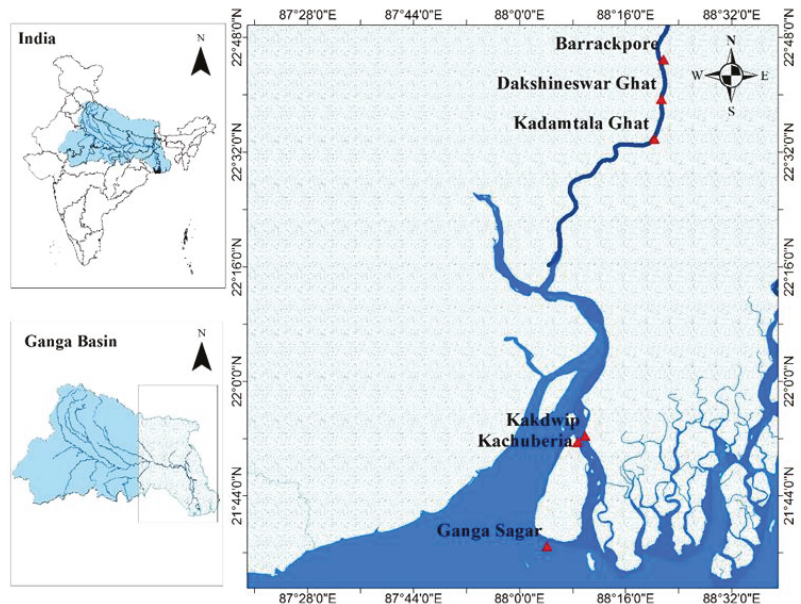 India
N
Ganga Basin
N
87°28'0"E 87°44'0"E 88°00'0"E 88°16'0"E 88°32'0"E
22°48'0"N
22°32'0"N
22°16'0"N
22°0'0"N
21°44'0"N
Barrackpore
Dakshineswar Ghat
Kadamtala Ghat
N
W E
S
Kakdwip
Kachuberia
Ganga Sagar
22°48'0"N
22°32'0"N
22°16'0"N
22°0'0"N
21°44'0"N
87°28'0"E 87°44'0"E 88°00'0"E 88°16'0"E 88°32'0"E